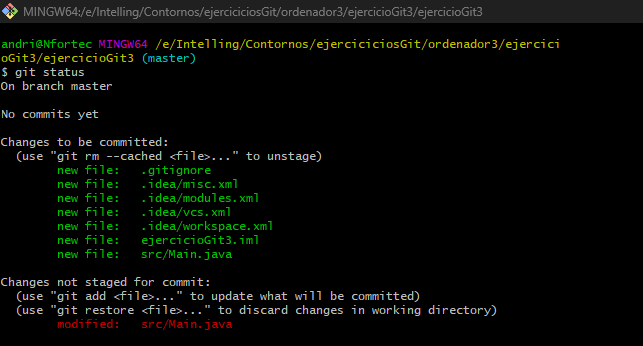 MINGW64:/e/Intelling/Contornos/ejerciciosGit/ordenador3/ejercicioGit3/ejercicioGit3
andri@Nfortec MINGW64 /e/Intelling/Contornos/ejerciciosGit/ordenador3/ejercici
oGit3/ejercicioGit3 (master)
$ git status
On branch master
No commits yet
Changes to be committed:
(use "git rm --cached <file>..." to unstage)
new file: .gitignore
new file: .idea/misc.xml
new file: .idea/modules.xml
new file: .idea/vcs.xml
new file: .idea/workspace.xml
new file: ejercicioGit3.iml
new file: src/Main.java
Changes not staged for commit:
(use "git add <file>..." to update what will be committed)
(use "git restore <file>..." to discard changes in working directory)
modified: src/Main.java